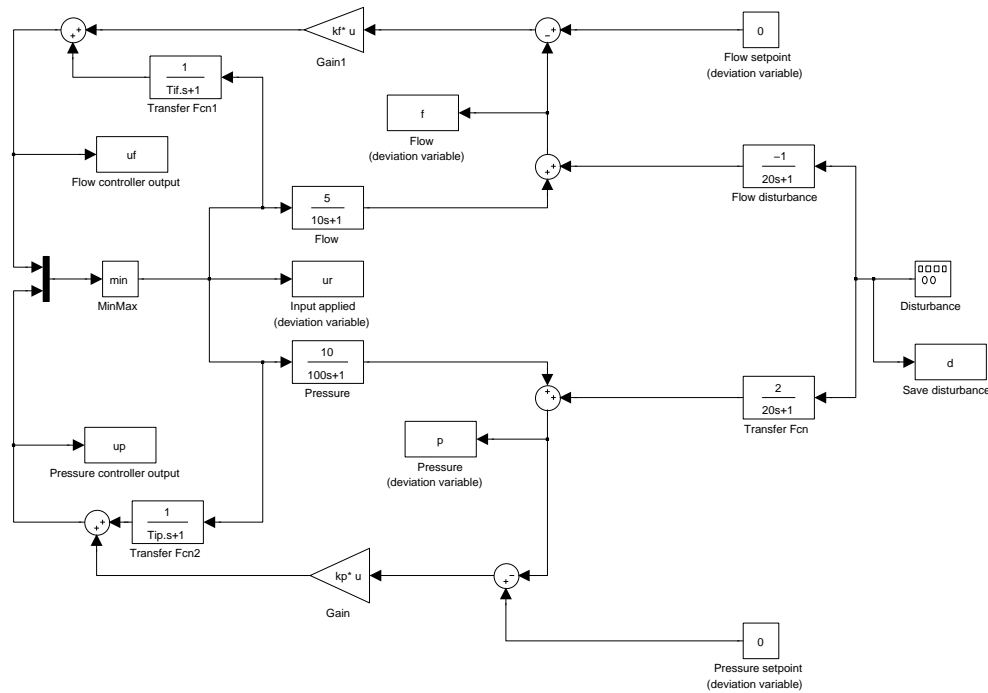 kf* u
Gain1
0
Flow setpoint
(deviation variable)
+
+
+
−
1
Tif.s+1
Transfer Fcn1
f
Flow
(deviation variable)
uf
Flow controller output
+
+
−1
20s+1
Flow disturbance
5
10s+1
Flow
min
MinMax
ur
Input applied
(deviation variable)
Disturbance
10
100s+1
Pressure
d
Save disturbance
+
+
2
20s+1
Transfer Fcn
up
Pressure controller output
p
Pressure
(deviation variable)
+
+
1
Tip.s+1
Transfer Fcn2
kp* u
Gain
−
+
0
Pressure setpoint
(deviation variable)